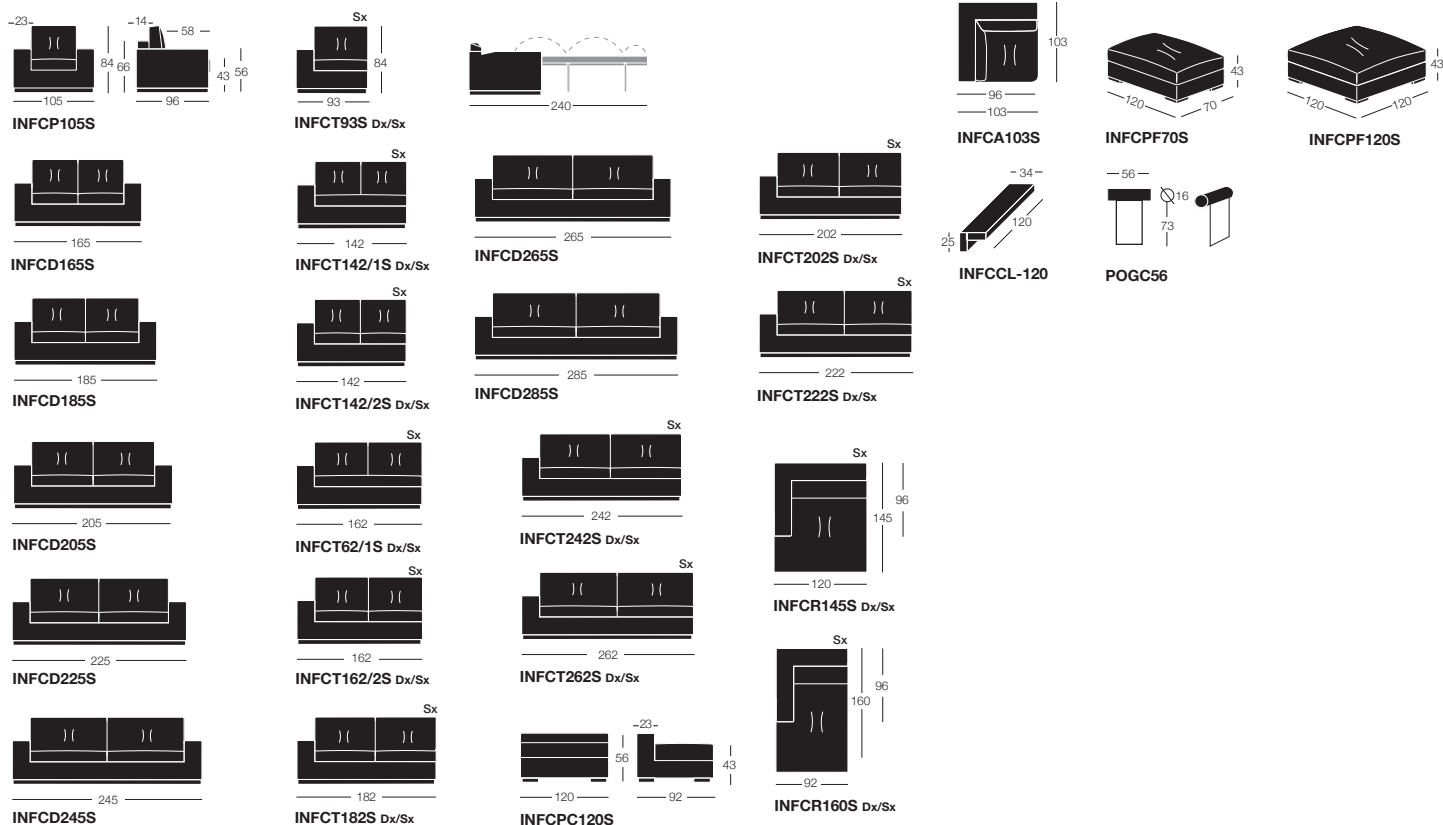 23
14
58
84
66
43
56
105
96
INFCP105S
Sx
84
93
INFCT93S Dx/Sx
240
103
96
103
INFCA103S
43
120
70
INFCPF70S
43
120
120
INFCPF120S
165
INFCD165S
Sx
142
INFCT142/1S Dx/Sx
265
INFCD265S
Sx
202
INFCT202S Dx/Sx
34
120
25
INFCCL-120
56
16
73
POGC56
185
INFCD185S
Sx
142
INFCT142/2S Dx/Sx
285
INFCD285S
Sx
222
INFCT222S Dx/Sx
205
INFCD205S
Sx
162
INFCT62/1S Dx/Sx
Sx
242
INFCT242S Dx/Sx
Sx
96
145
120
INFCR145S Dx/Sx
225
INFCD225S
Sx
162
INFCT162/2S Dx/Sx
Sx
262
INFCT262S Dx/Sx
Sx
96
160
92
INFCR160S Dx/Sx
245
INFCD245S
Sx
182
INFCT182S Dx/Sx
23
56
43
120
92
INFCPC120S